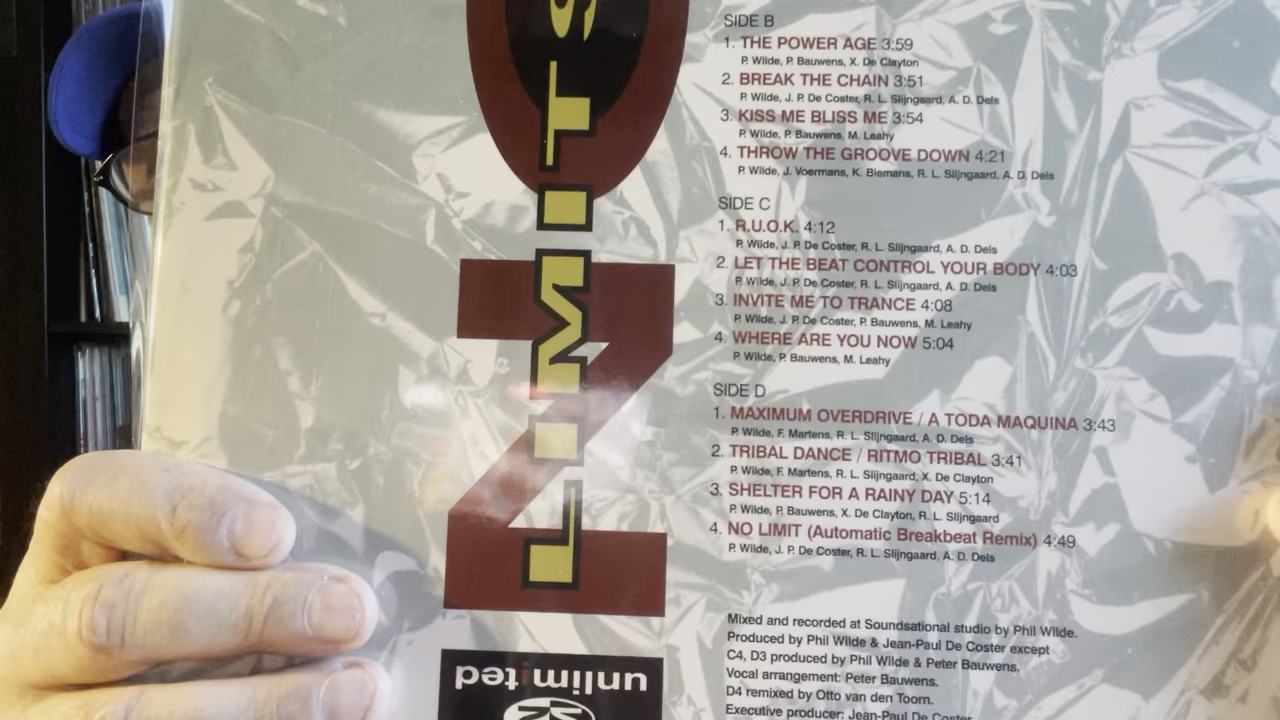 NO
LIMITS
unlimited
SIDE B
1. THE POWER AGE 3:59
P. Wilde, P. Bauwens, X. De Clayton
2. BREAK THE CHAIN 3:51
P. Wilde, J. P. De Coster, R. L. Slijngaard, A. D. Dels
3. KISS ME BLISS ME 3:54
P. Wilde, P. Bauwens, M. Leahy
4. THROW THE GROOVE DOWN 4:21
P. Wilde, J. Voermans, K. Biemans, R. L. Slijngaard, A. D. Dels
SIDE C
1. R.U.O.K. 4:12
P. Wilde, J. P. De Coster, R. L. Slijngaard, A. D. Dels
2. LET THE BEAT CONTROL YOUR BODY 4:03
P. Wilde, J. P. De Coster, R. L. Slijngaard, A. D. Dels
3. INVITE ME TO TRANCE 4:08
P. Wilde, J. P. De Coster, P. Bauwens, M. Leahy
4. WHERE ARE YOU NOW 5:04
P. Wilde, P. Bauwens, M. Leahy
SIDE D
1. MAXIMUM OVERDRIVE / A TODA MAQUINA 3:43
P. Wilde, F. Martens, R. L. Slijngaard, A. D. Dels
2. TRIBAL DANCE / RITMO TRIBAL 3:41
P. Wilde, F. Martens, R. L. Slijngaard, X. De Clayton
3. SHELTER FOR A RAINY DAY 5:14
P. Wilde, P. Bauwens, X. De Clayton, R. L. Slijngaard
4. NO LIMIT (Automatic Breakbeat Remix) 4:49
P. Wilde, J. P. De Coster, R. L. Slijngaard, A. D. Dels
Mixed and recorded at Soundsational studio by Phil Wilde.
Produced by Phil Wilde & Jean-Paul De Coster except
C4, D3 produced by Phil Wilde & Peter Bauwens.
Vocal arrangement: Peter Bauwens.
D4 remixed by Otto van den Toorn.
Executive producer: Jean-Paul De Coster